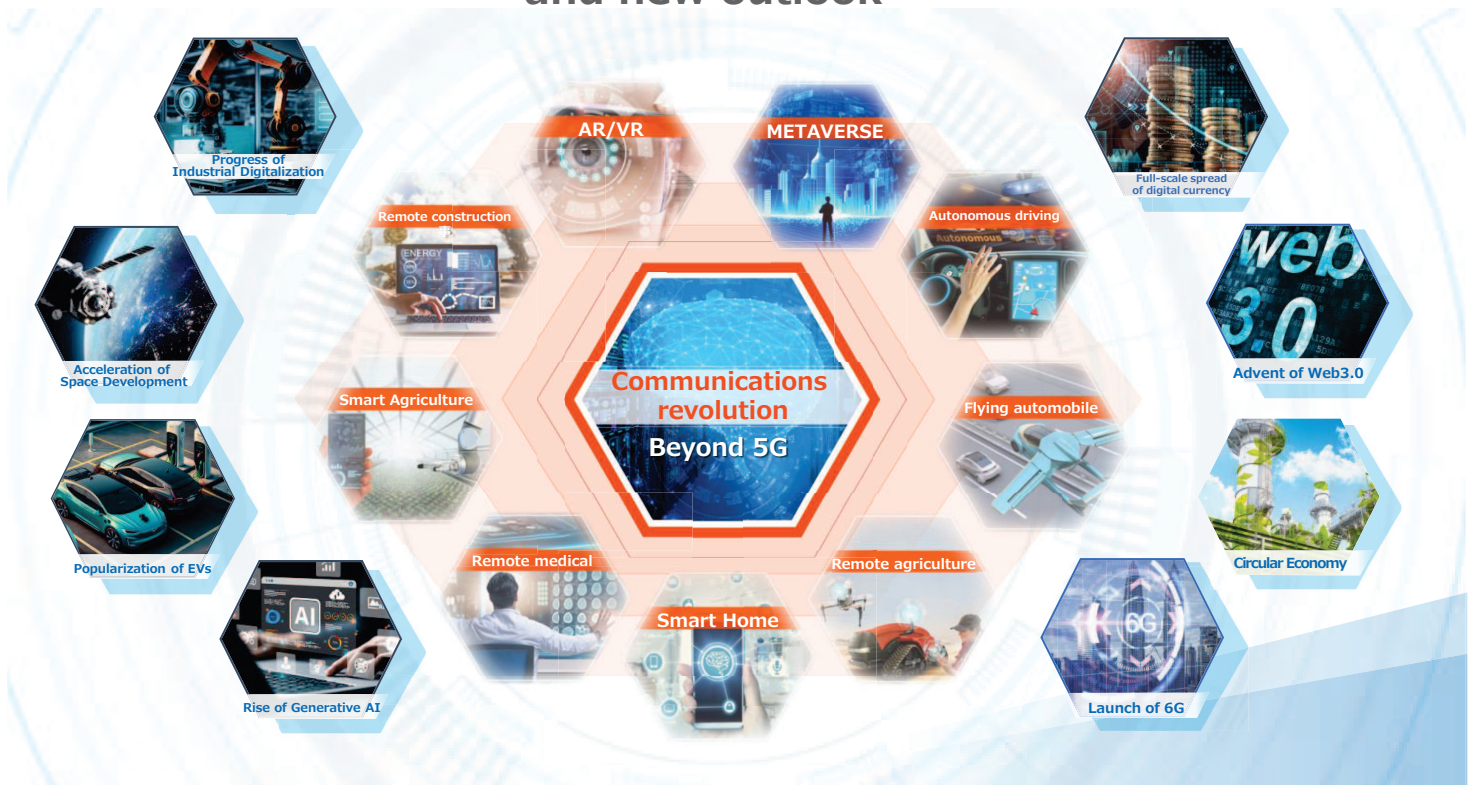 and new outlook
Progress of
Industrial Digitalization
AR/VR
METAVERSE
Full-scale spread
of digital currency
Remote construction
ENERGY
Autonomous driving
Autonomous
web
3.0
Acceleration of
Space Development
Advent of Web3.0
Communications
revolution
Beyond 5G
Smart Agriculture
Flying automobile
Popularization of EVs
Circular Economy
Remote medical
Remote agriculture
AI
Smart Home
6G
Rise of Generative AI
Launch of 6G